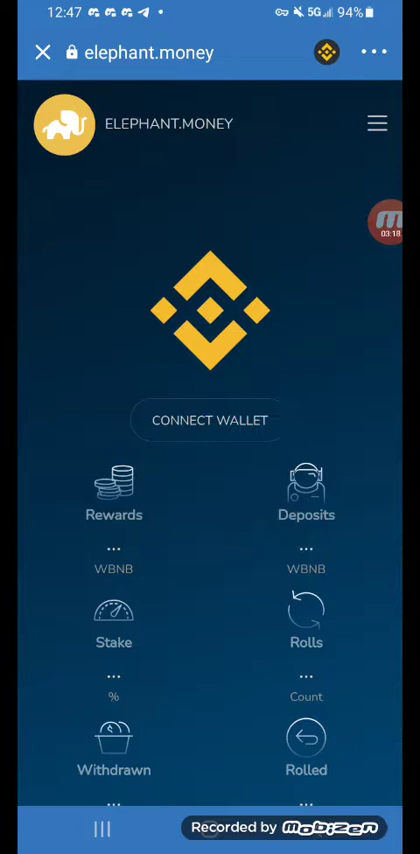 12:47
5G 94%
elephant.money
ELEPHANT.MONEY
03:18
CONNECT WALLET
Rewards Deposits
... ...
WBNB WBNB
Stake Rolls
... ...
% Count
Withdrawn Rolled
... ...
Recorded by mobizen